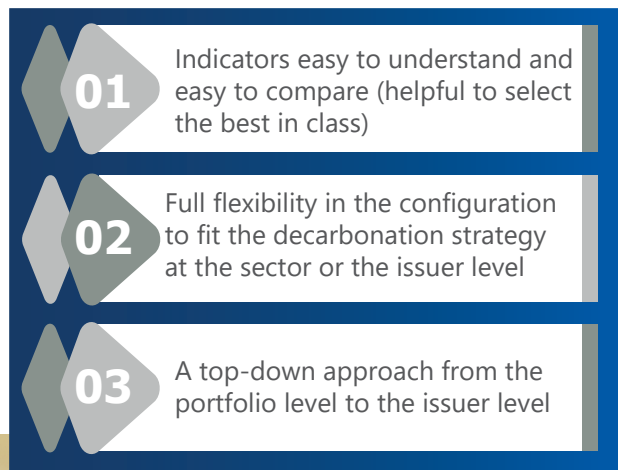 01
Indicators easy to understand and
easy to compare (helpful to select
the best in class)
02
Full flexibility in the configuration
to fit the decarbonation strategy
at the sector or the issuer level
03
A top-down approach from the
portfolio level to the issuer level